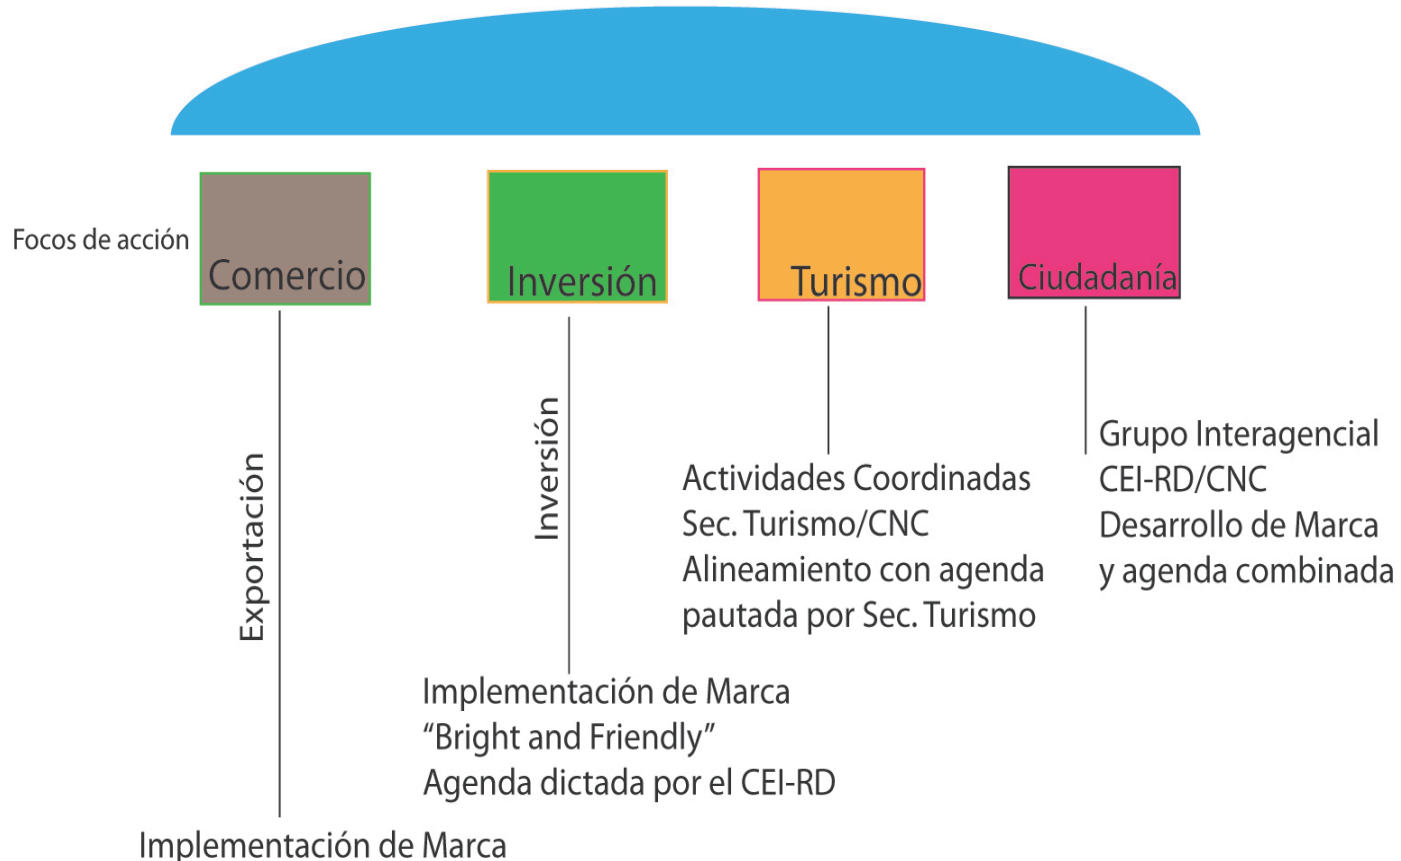 Focos de acción
Comercio
Inversión
Turismo
Ciudadanía
Exportación
Inversión
Actividades Coordinadas
Sec. Turismo/CNC
Alineamiento con agenda
pautada por Sec. Turismo
Grupo Interagencial
CEI-RD/CNC
Desarrollo de Marca
y agenda combinada
Implementación de Marca
“Bright and Friendly”
Agenda dictada por el CEI-RD
Implementación de Marca